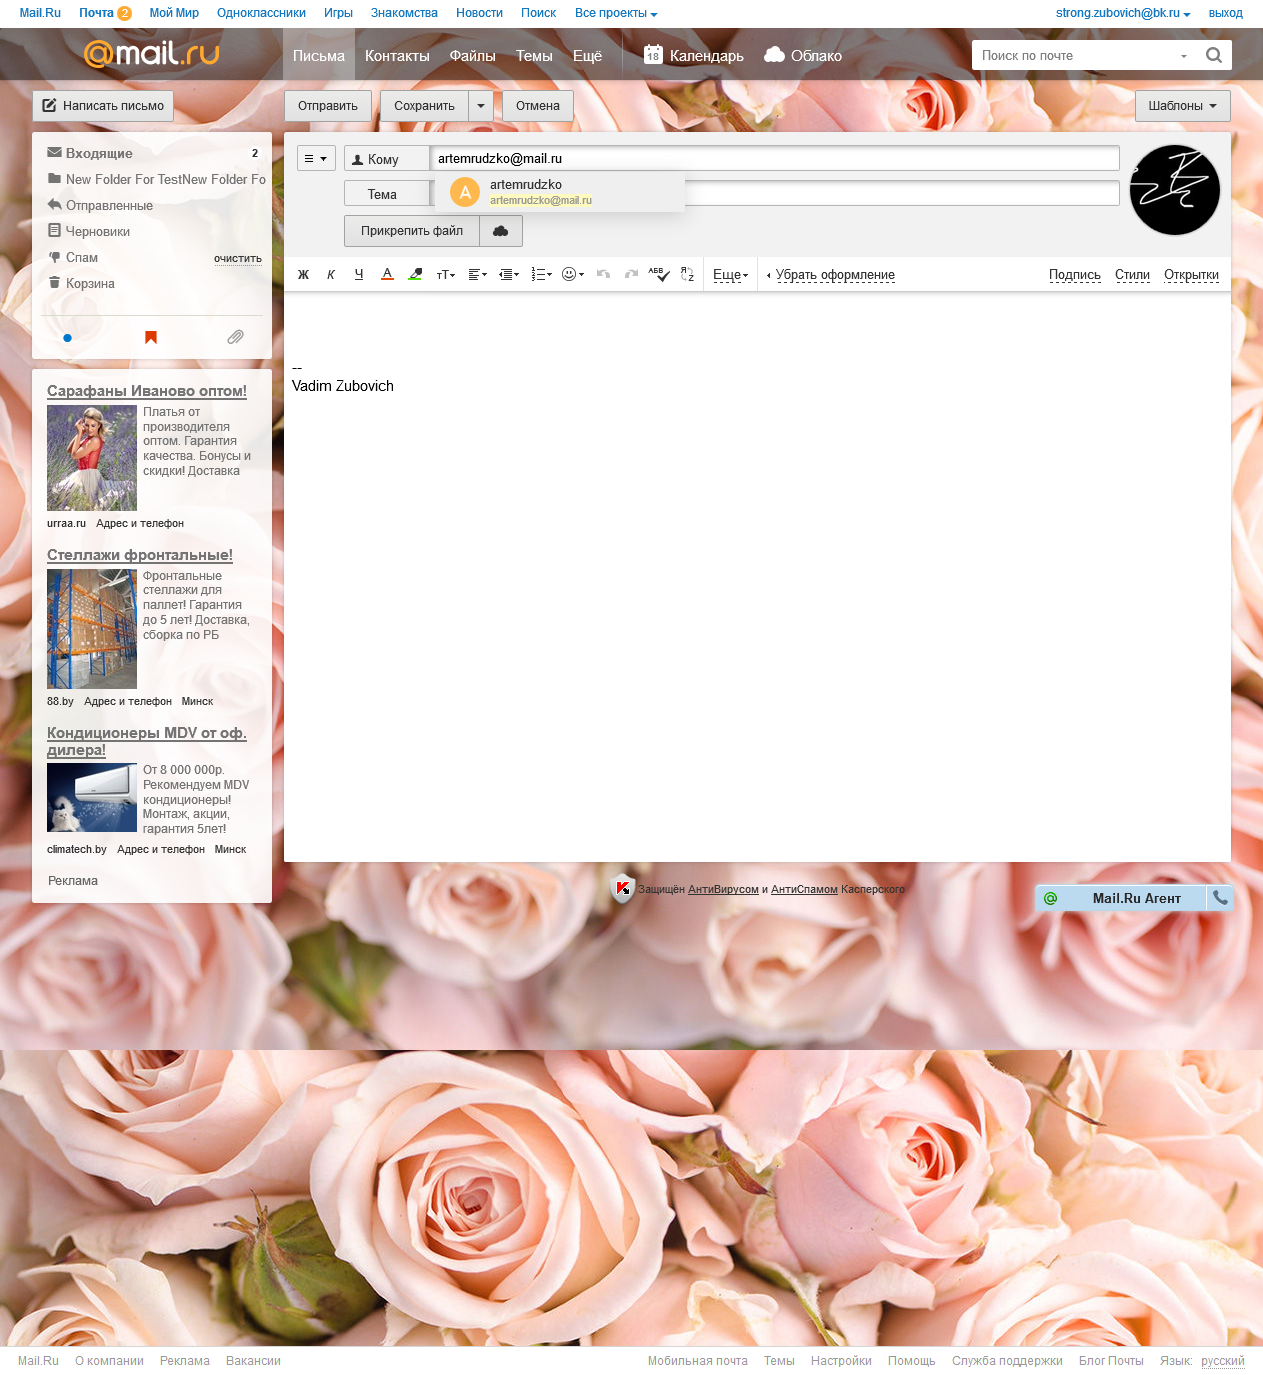 Mail.Ru Почта 2 Мой Мир Одноклассники Игры Знакомства Новости Поиск Все проекты strong.zubovich@bk.ru выход
@mail.ru Письма Контакты Файлы Темы Ещё 18 Календарь Облако Поиск по почте
Написать письмо Отправить Сохранить Отмена Шаблоны
Входящие 2
New Folder For TestNew Folder Fo
Отправленные
Черновики
Спам очистить
Корзина
Кому artemrudzko@mail.ru
A artemrudzko
artemrudzko@mail.ru
Тема
Прикрепить файл
Ж К Ч А тТ АБВ Я Z Еще Убрать оформление Подпись Стили Открытки
--
Vadim Zubovich
Сарафаны Иваново оптом!
Платья от
производителя
оптом. Гарантия
качества. Бонусы и
скидки! Доставка
urraa.ru Адрес и телефон
Стеллажи фронтальные!
Фронтальные
стеллажи для
паллет! Гарантия
до 5 лет! Доставка,
сборка по РБ
88.by Адрес и телефон Минск
Кондиционеры MDV от оф.
дилера!
От 8 000 000р.
Рекомендуем MDV
кондиционеры!
Монтаж, акции,
гарантия 5лет!
climatech.by Адрес и телефон Минск
Реклама
Защищён АнтиВирусом и АнтиСпамом Касперского
@ Mail.Ru Агент
Mail.Ru О компании Реклама Вакансии Мобильная почта Темы Настройки Помощь Служба поддержки Блог Почты Язык: русский